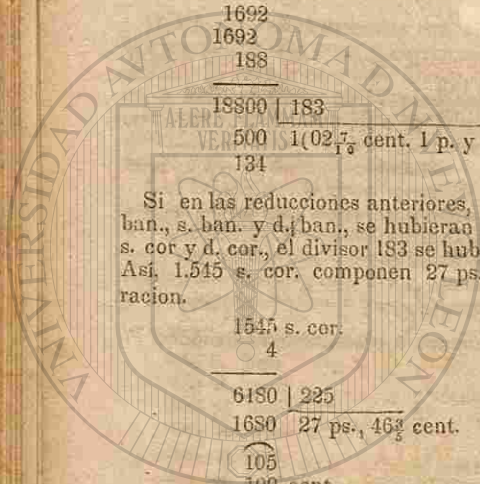 1692
1692
188
18800 | 183
500 1(02 7/10 cent. 1 p. y
134
Si en las reducciones anteriores,
ban., s. ban. y d. ban., se hubieran
s. cor y d. cor., el divisor 183 se hub
Así. 1.545 s. cor. componen 27 ps.
racion.
1545 s. cor.
4
6180 | 225
1680 27 ps., 46 3/5 cent.
105